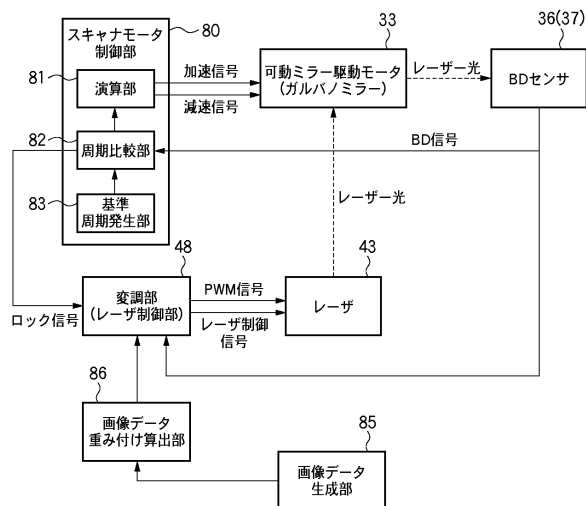 スキャナモータ
制御部
80
81
演算部
82
周期比較部
83
基準
周期発生部
加速信号
減速信号
33
可動ミラー駆動モータ
(ガルバノミラー)
レーザー光
36(37)
BDセンサ
BD信号
レーザー光
ロック信号
48
変調部
(レーザ制御部)
PWM信号
レーザ制御
信号
43
レーザ
86
画像データ
重み付け算出部
85
画像データ
生成部